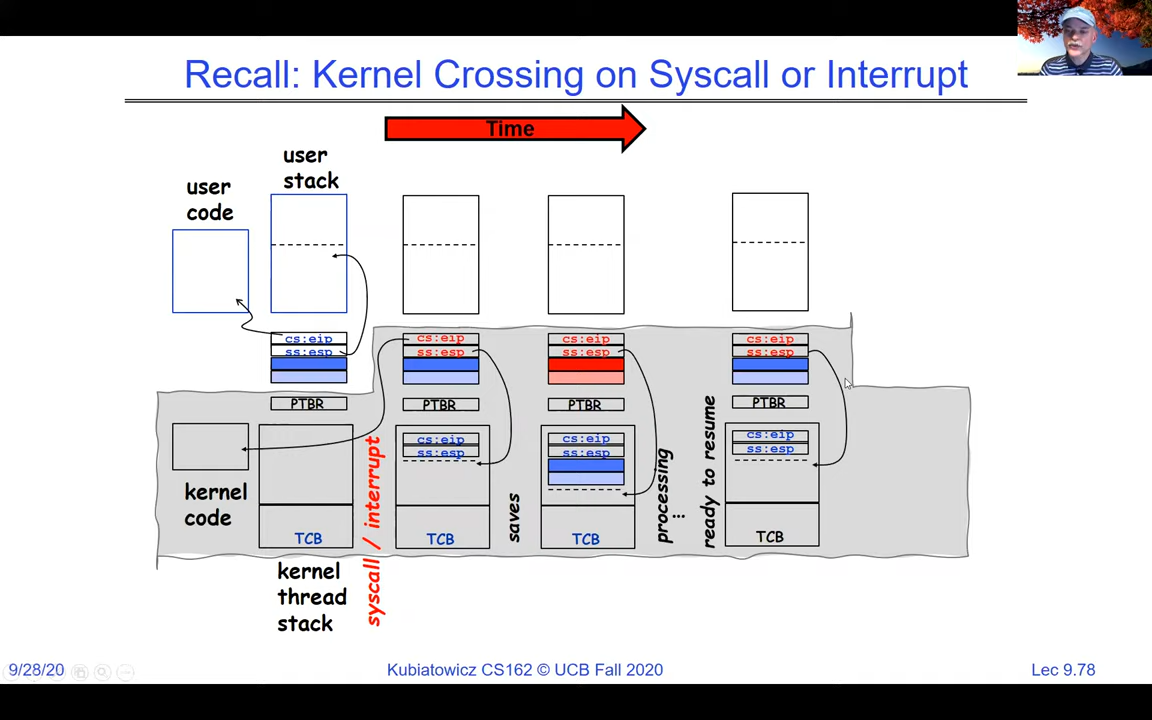 Recall: Kernel Crossing on Syscall or Interrupt
Time
user
stack
user
code
cs:eip
ss:esp
cs:eip
ss:esp
cs:eip
ss:esp
cs:eip
ss:esp
PTBR
PTBR
PTBR
PTBR
cs:eip
ss:esp
cs:eip
ss:esp
cs:eip
ss:esp
kernel
code
syscall / interrupt
saves
processing
...
ready to resume
TCB
TCB
TCB
TCB
kernel
thread
stack
9/28/20
Kubiatowicz CS162 © UCB Fall 2020
Lec 9.78